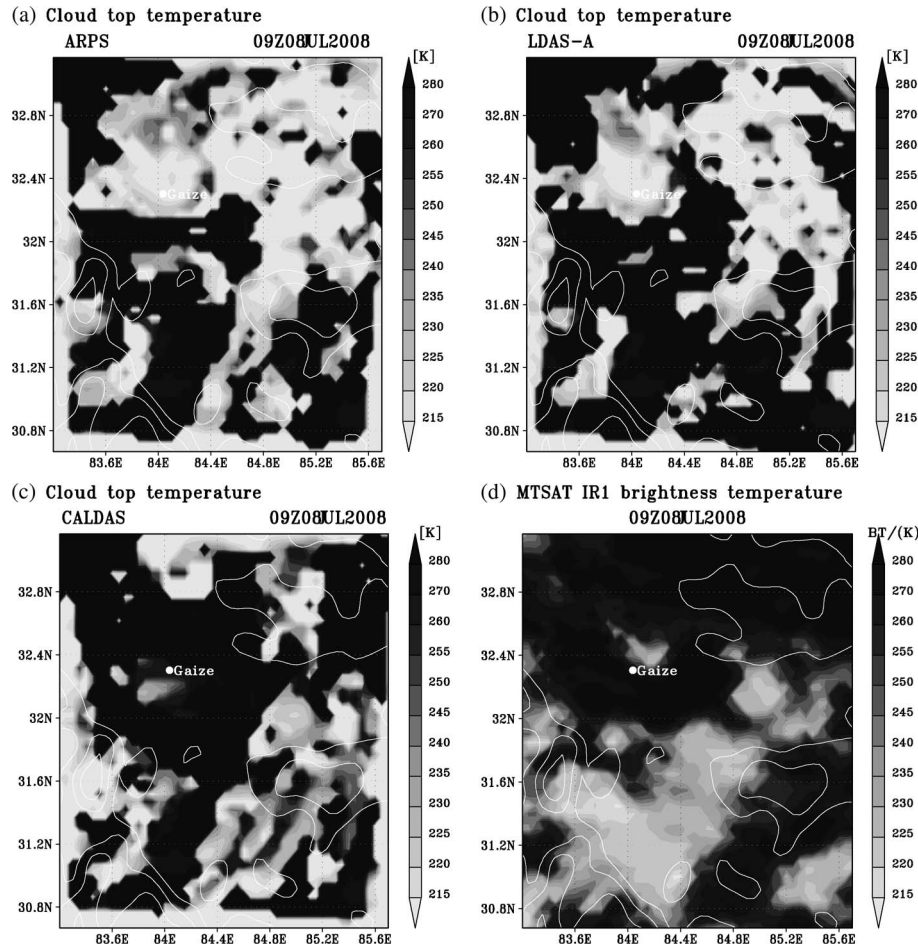 (a) Cloud top temperature
ARPS 09Z08JUL2008
[K]
280
270
260
250
245
240
235
230
225
220
215
32.8N
32.4N
32N
31.6N
31.2N
30.8N
83.6E 84E 84.4E 84.8E 85.2E 85.6E
Gaize
(b) Cloud top temperature
LDAS-A 09Z08JUL2008
[K]
280
270
260
250
245
240
235
230
225
220
215
32.8N
32.4N
32N
31.6N
31.2N
30.8N
83.6E 84E 84.4E 84.8E 85.2E 85.6E
Gaize
(c) Cloud top temperature
CALDAS 09Z08JUL2008
[K]
280
270
260
250
245
240
235
230
225
220
215
32.8N
32.4N
32N
31.6N
31.2N
30.8N
83.6E 84E 84.4E 84.8E 85.2E 85.6E
Gaize
(d) MTSAT IR1 brightness temperature
09Z08JUL2008
BT/(K)
280
270
260
250
245
240
235
230
225
220
215
32.8N
32.4N
32N
31.6N
31.2N
30.8N
83.6E 84E 84.4E 84.8E 85.2E 85.6E
Gaize